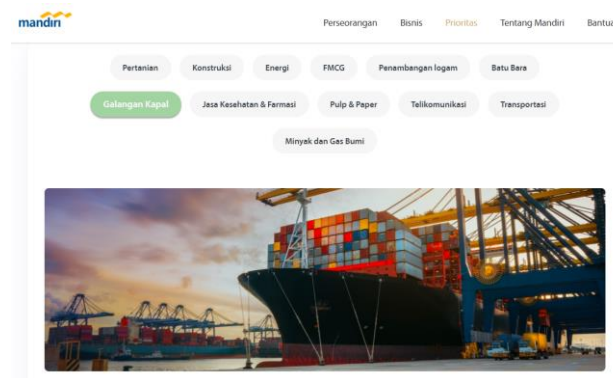 mandiri
Perseorangan Bisnis Prioritas Tentang Mandiri Bantua
Pertanian Konstruksi Energi FMCG Penambangan logam Batu Bara
Galangan Kapal Jasa Kesehatan & Farmasi Pulp & Paper Telikomunikasi Transportasi
Minyak dan Gas Bumi